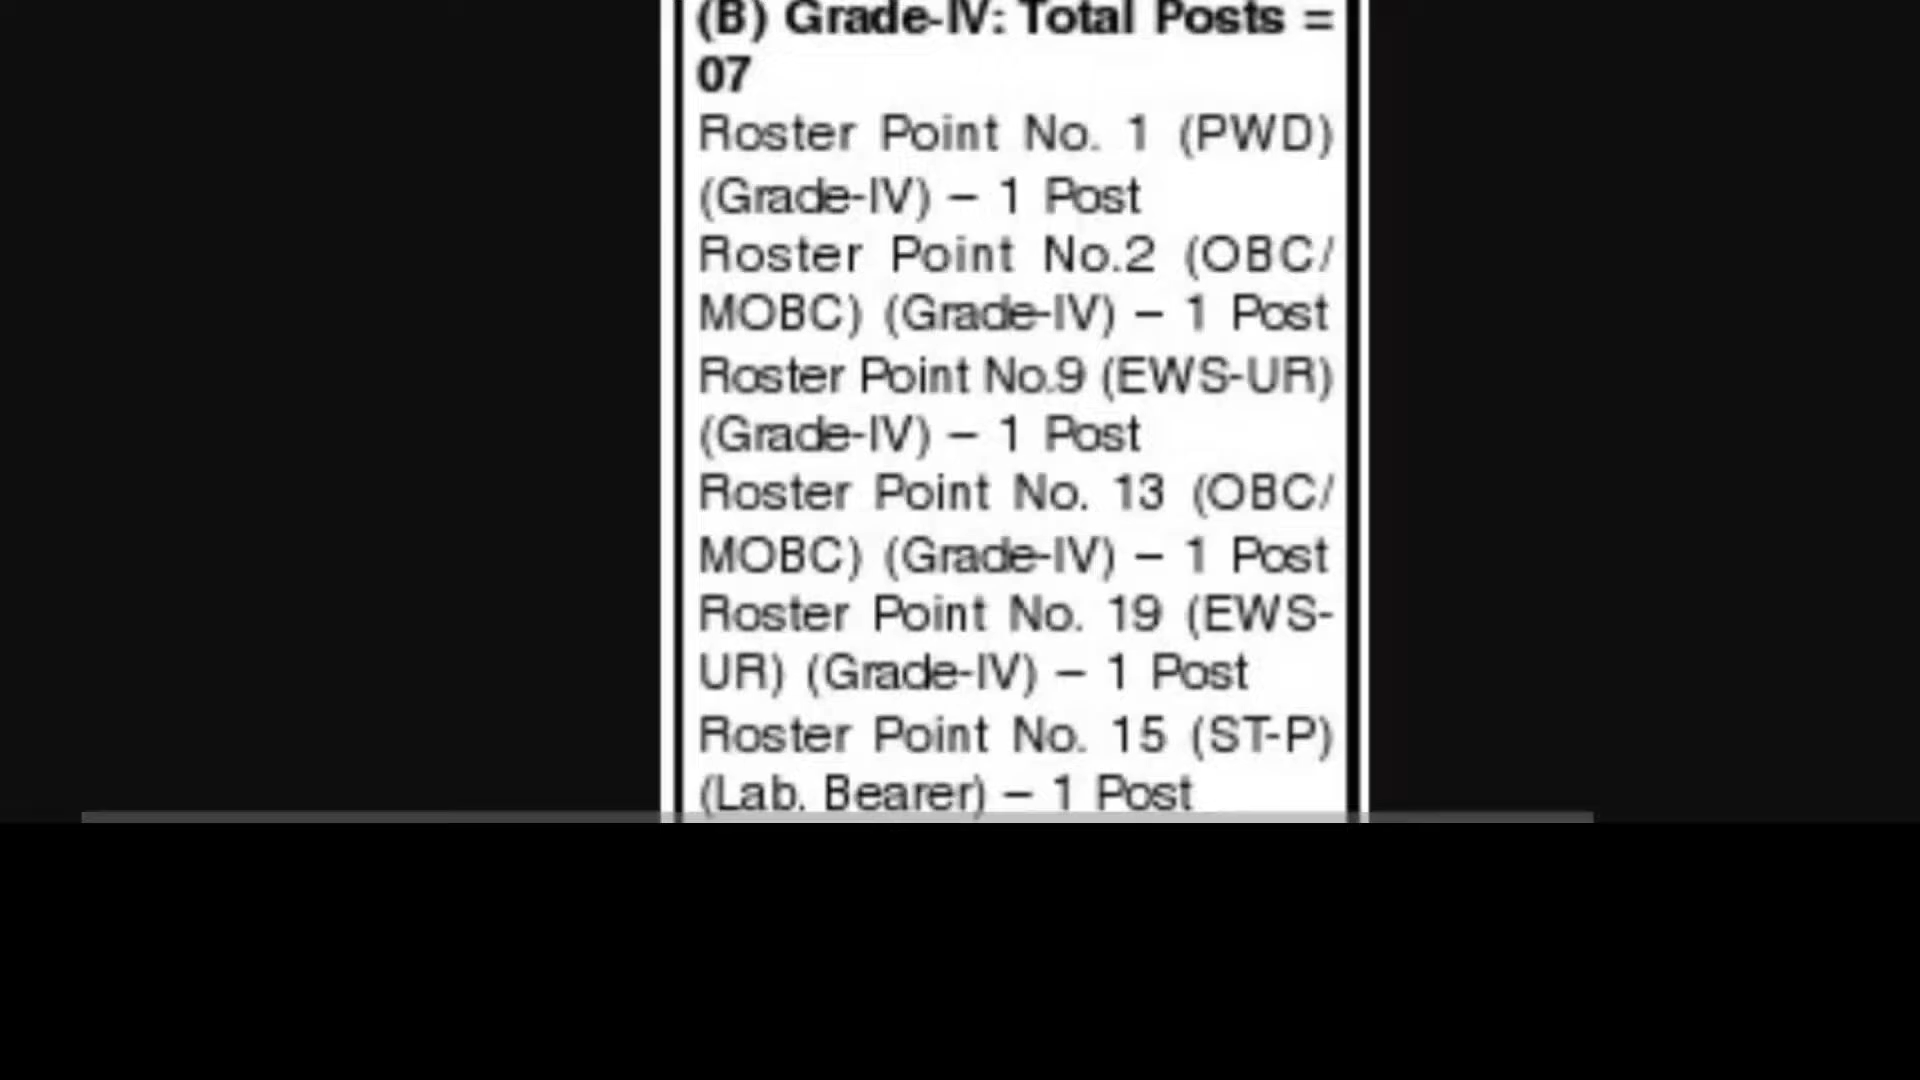 (B) Grade-IV: Total Posts =
07
Roster Point No. 1 (PWD)
(Grade-IV) – 1 Post
Roster Point No.2 (OBC/
MOBC) (Grade-IV) – 1 Post
Roster Point No.9 (EWS-UR)
(Grade-IV) – 1 Post
Roster Point No. 13 (OBC/
MOBC) (Grade-IV) – 1 Post
Roster Point No. 19 (EWS-
UR) (Grade-IV) – 1 Post
Roster Point No. 15 (ST-P)
(Lab. Bearer) – 1 Post